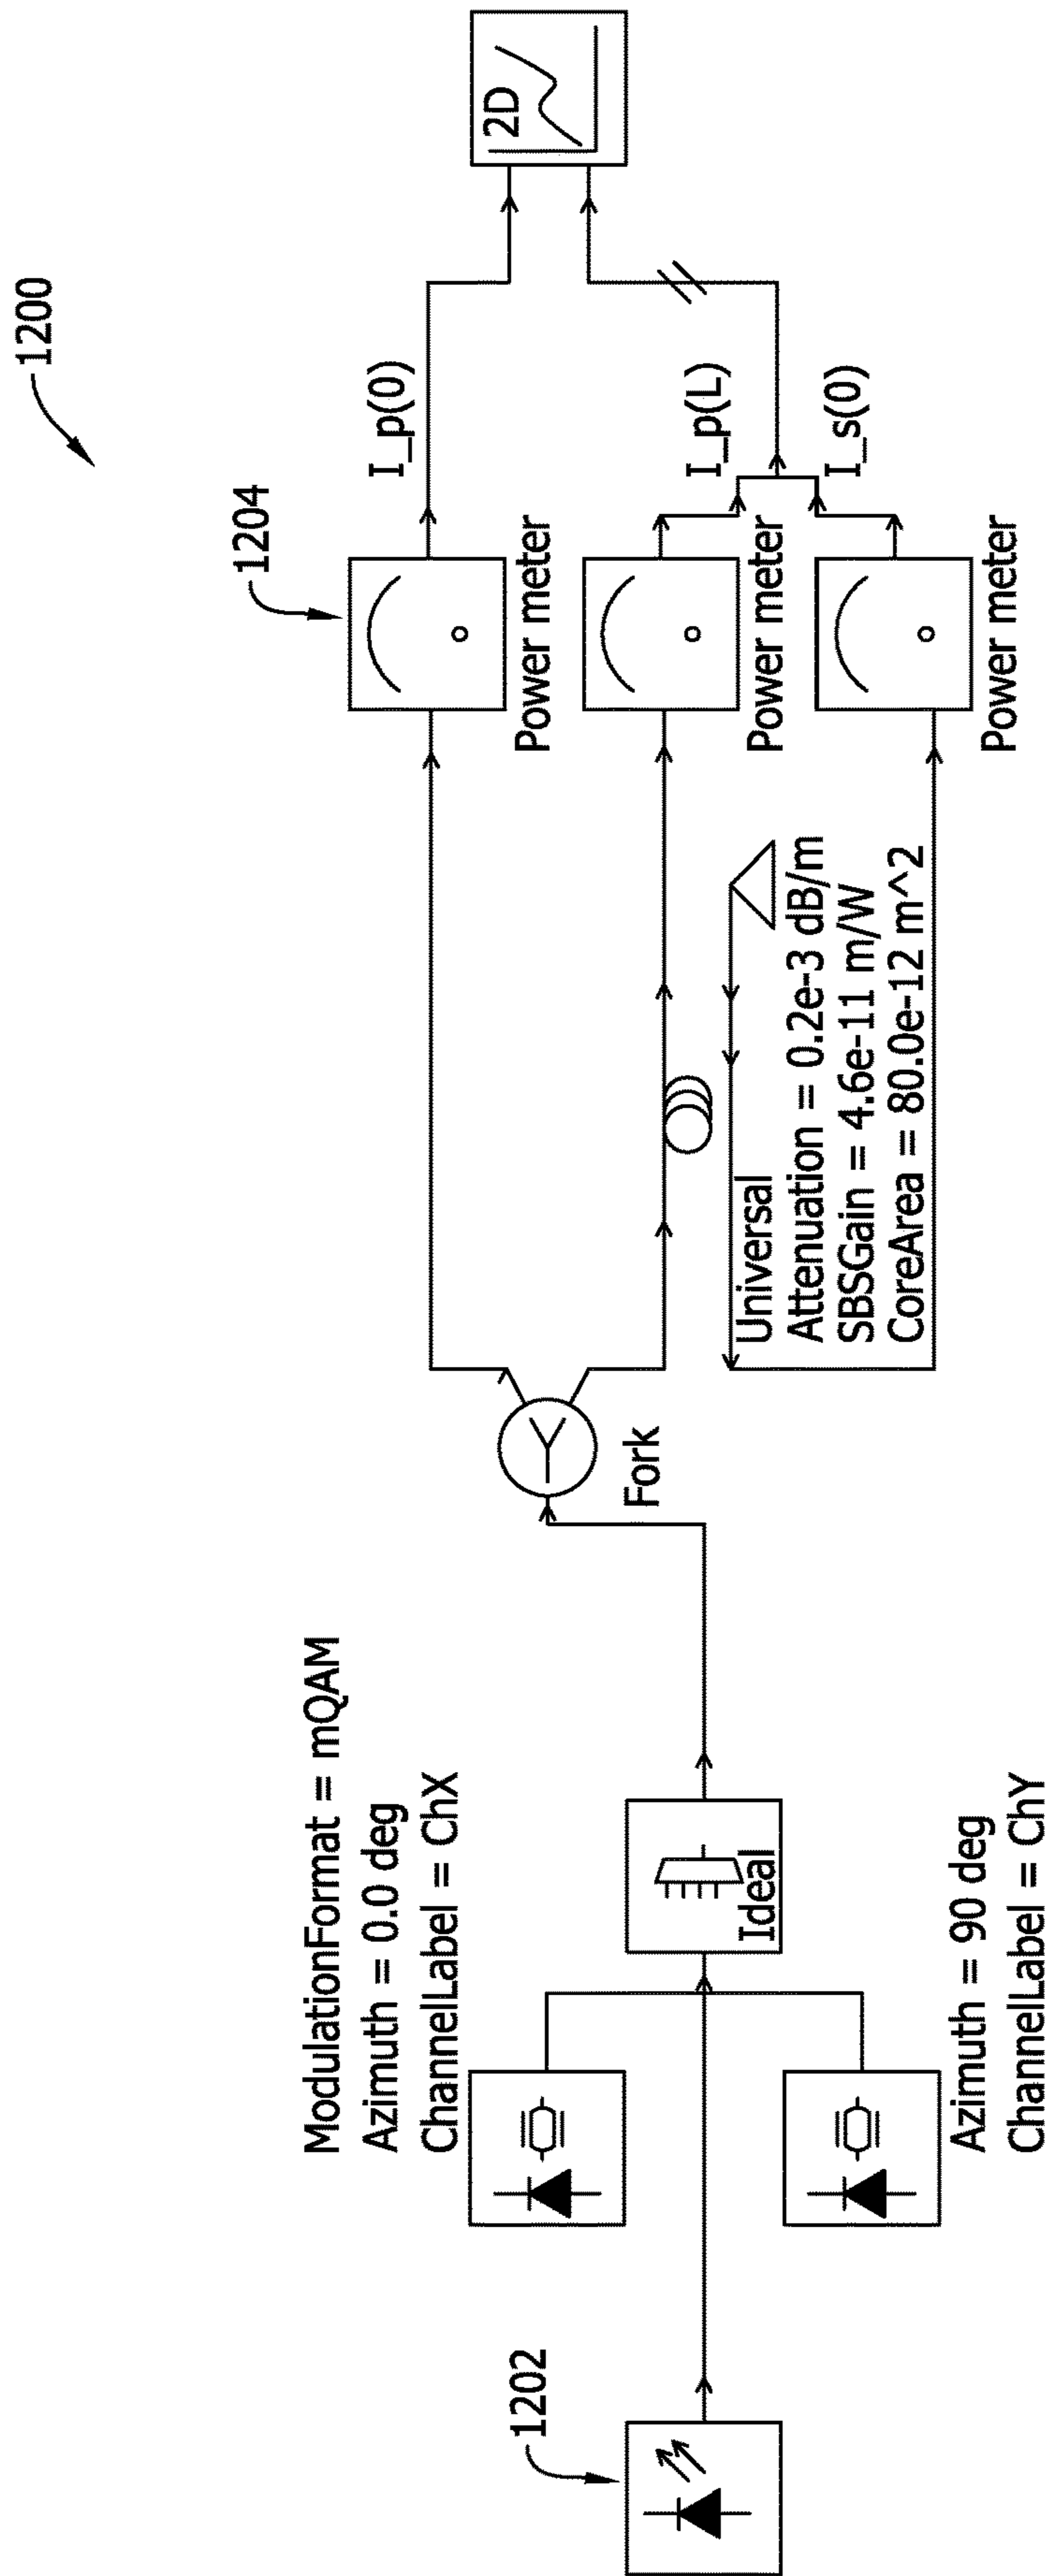 1200
1202
ModulationFormat = mQAM
Azimuth = 0.0 deg
ChannelLabel = ChX
Ideal
Azimuth = 90 deg
ChannelLabel = ChY
Fork
Universal
Attenuation = 0.2e-3 dB/m
SBSGain = 4.6e-11 m/W
CoreArea = 80.0e-12 m^2
1204
Power meter
Power meter
Power meter
I_p(0)
I_p(L)
I_s(0)
2D